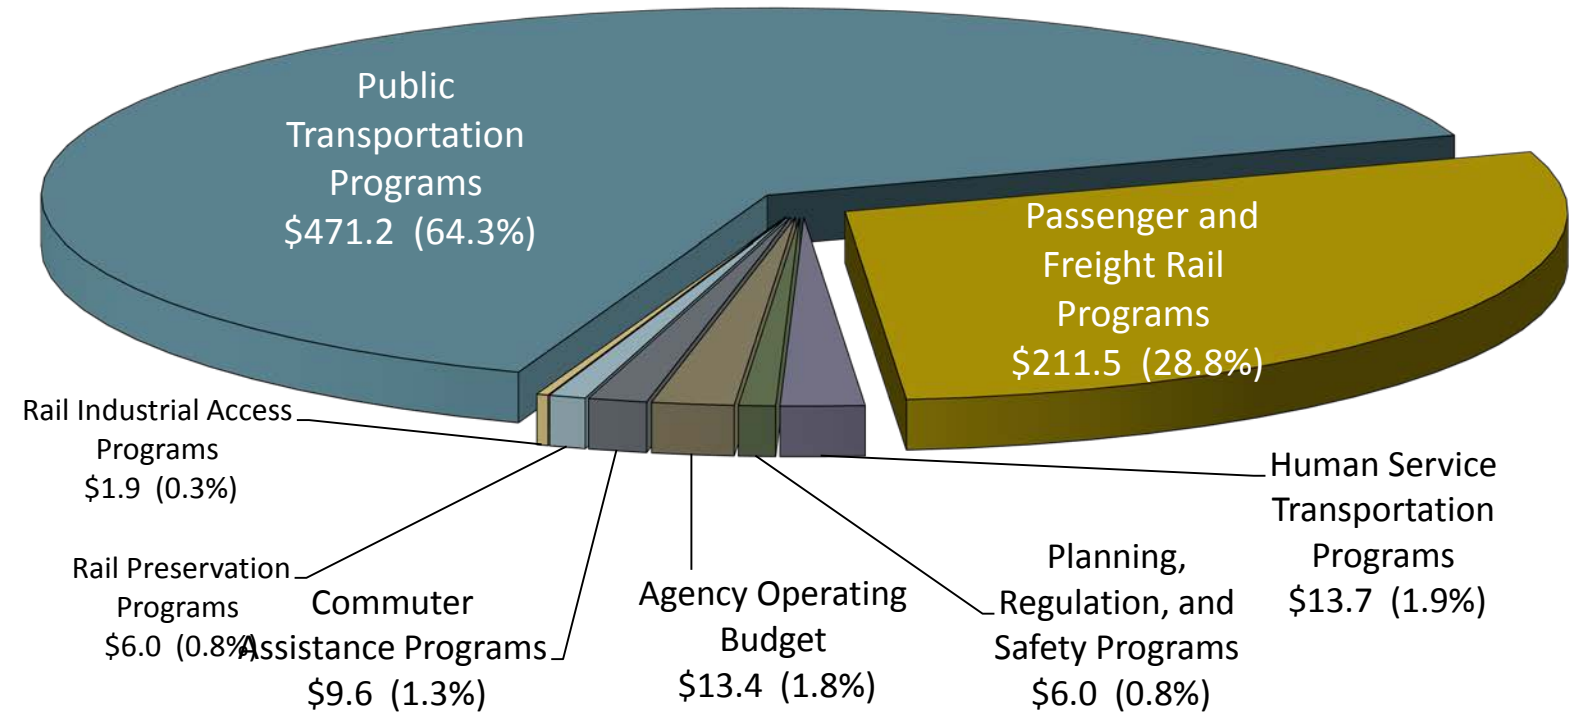 Public
Transportation
Programs
$471.2 (64.3%)
Passenger and
Freight Rail
Programs
$211.5 (28.8%)
Rail Industrial Access
Programs
$1.9 (0.3%)
Rail Preservation
Programs
$6.0 (0.8%)
Commuter
Assistance Programs
$9.6 (1.3%)
Agency Operating
Budget
$13.4 (1.8%)
Planning,
Regulation, and
Safety Programs
$6.0 (0.8%)
Human Service
Transportation
Programs
$13.7 (1.9%)